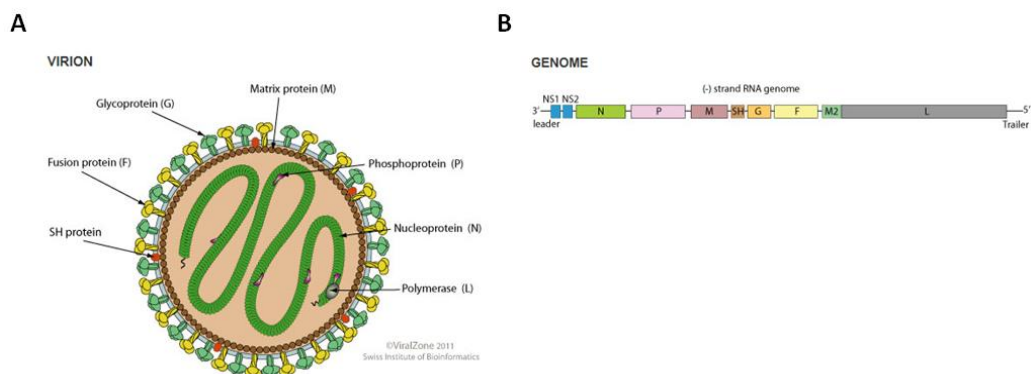 A
VIRION
Matrix protein (M)
Glycoprotein (G)
Phosphoprotein (P)
Fusion protein (F)
SH protein
Nucleoprotein (N)
Polymerase (L)
©ViralZone 2011
Swiss Institute of Bioinformatics
B
GENOME
(-) strand RNA genome
NS1 NS2
3' N P M SH G F M2 L 5'
leader Trailer